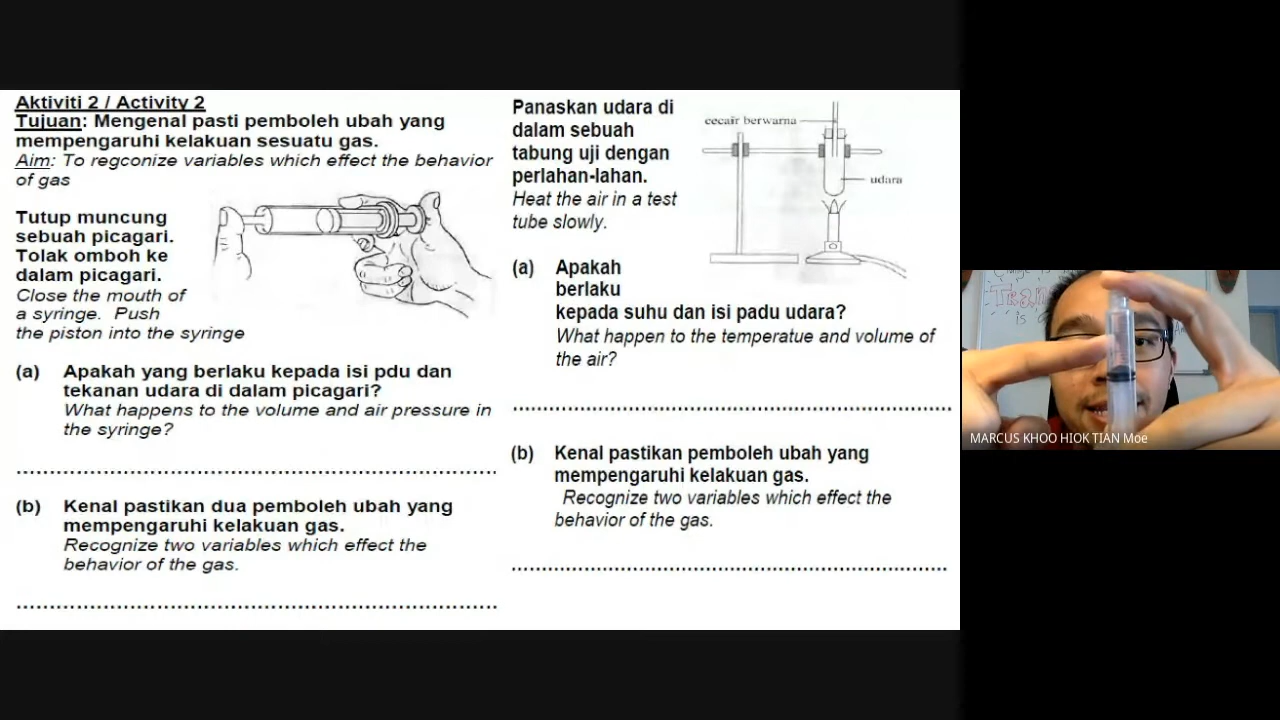 Aktiviti 2 / Activity 2
Tujuan: Mengenal pasti pemboleh ubah yang
mempengaruhi kelakuan sesuatu gas.
Aim: To regconize variables which effect the behavior
of gas
Tutup muncung
sebuah picagari.
Tolak omboh ke
dalam picagari.
Close the mouth of
a syringe. Push
the piston into the syringe
(a) Apakah yang berlaku kepada isi pdu dan
tekanan udara di dalam picagari?
What happens to the volume and air pressure in
the syringe?
(b) Kenal pastikan dua pemboleh ubah yang
mempengaruhi kelakuan gas.
Recognize two variables which effect the
behavior of the gas.
Panaskan udara di
dalam sebuah
tabung uji dengan
perlahan-lahan.
Heat the air in a test
tube slowly.
cecair berwarna
udara
(a) Apakah
berlaku
kepada suhu dan isi padu udara?
What happen to the temperatue and volume of
the air?
(b) Kenal pastikan pemboleh ubah yang
mempengaruhi kelakuan gas.
Recognize two variables which effect the
behavior of the gas.
MARCUS KHOO HIOK TIAN Moe